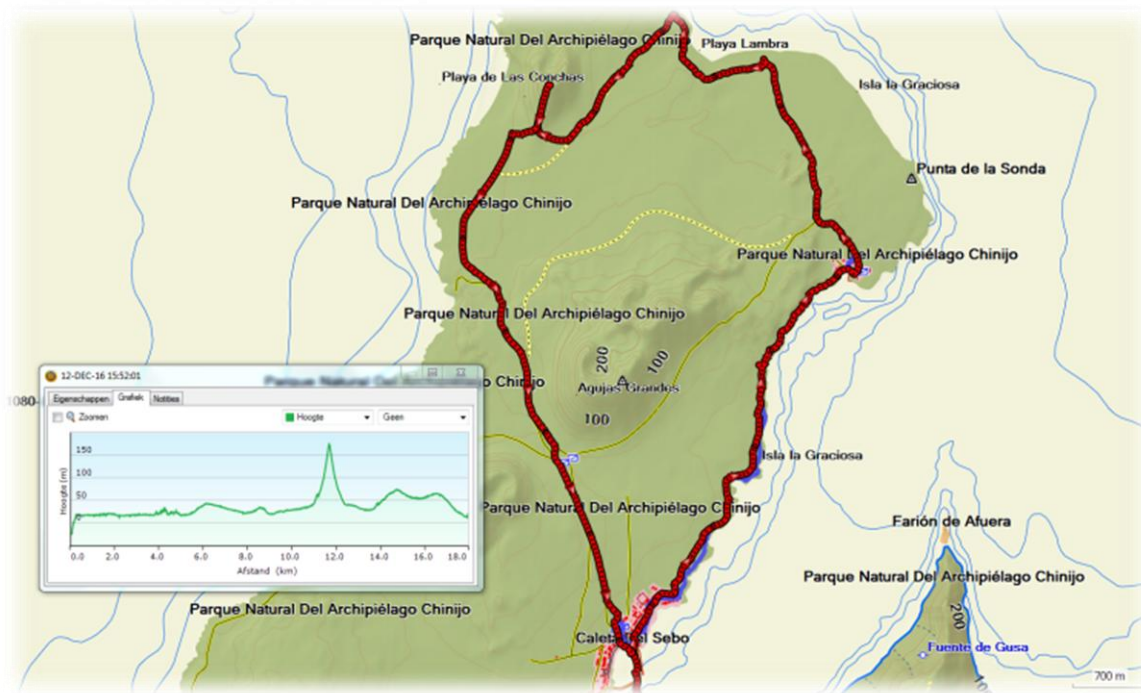 Parque Natural Del Archipiélago Chinijo
Playa Lambra
Playa de Las Conchas
Isla la Graciosa
Punta de la Sonda
Parque Natural Del Archipiélago Chinijo
Parque Natural Del Archipiélago Chinijo
Parque Natural Del Archipiélago Chinijo
200
100
Agujas Grandes
100
1080
12-DEC-16 15:52:01
Eigenschappen
Grafiek
Notities
Zoomen
Hoogte
Geen
Hoogte (m)
150
100
50
0
0.0 2.0 4.0 6.0 8.0 10.0 12.0 14.0 16.0 18.0
Afstand (km)
Isla la Graciosa
Parque Natural Del Archipiélago Chinijo
Farión de Afuera
Parque Natural Del Archipiélago Chinijo
Parque Natural Del Archipiélago Chinijo
200
Caleta Del Sebo
Fuente de Gusa
700 m